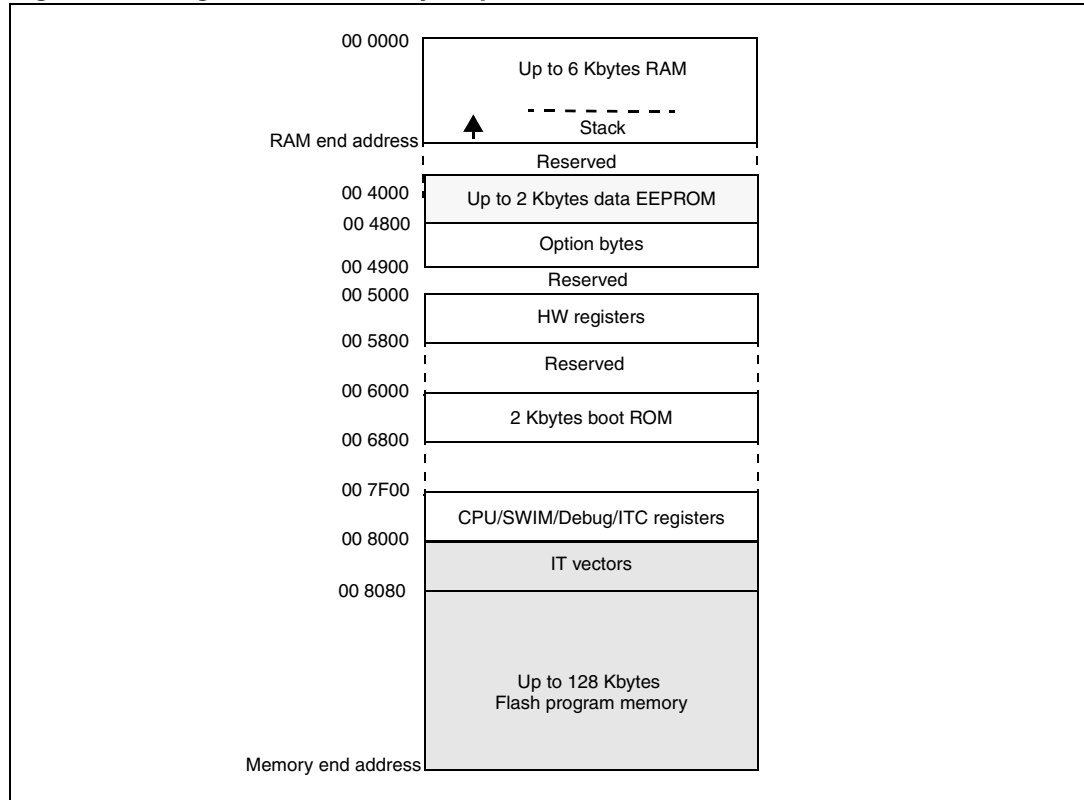 00 0000
Up to 6 Kbytes RAM
Stack
RAM end address
Reserved
00 4000
Up to 2 Kbytes data EEPROM
00 4800
Option bytes
00 4900
Reserved
00 5000
HW registers
00 5800
Reserved
00 6000
2 Kbytes boot ROM
00 6800
00 7F00
CPU/SWIM/Debug/ITC registers
00 8000
IT vectors
00 8080
Up to 128 Kbytes
Flash program memory
Memory end address